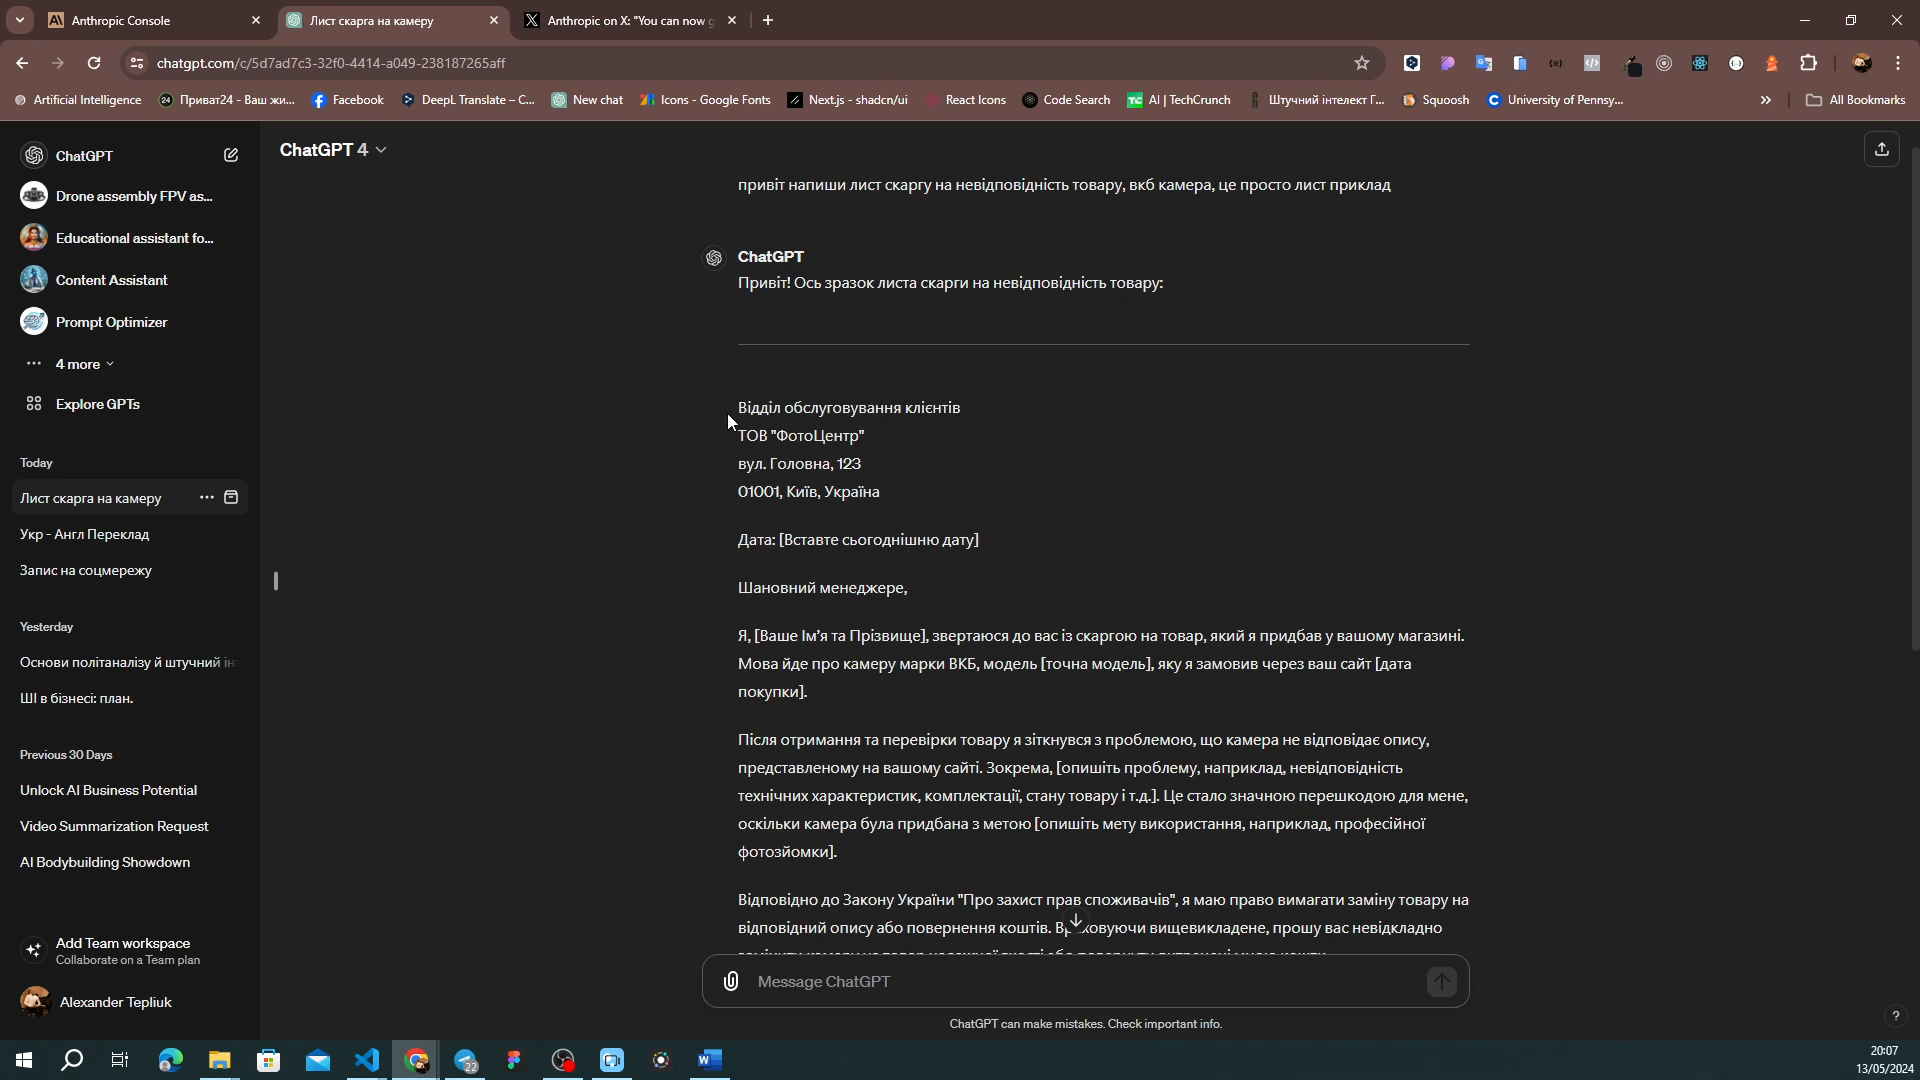 Anthropic Console
Лист скарга на камеру
Anthropic on X: "You can now g
chatgpt.com/c/5d7ad7c3-32f0-4414-a049-238187265aff
Artificial Intelligence
Приват24 - Ваш жи...
Facebook
DeepL Translate – C...
New chat
Icons - Google Fonts
Next.js - shadcn/ui
React Icons
Code Search
AI | TechCrunch
Штучний інтелект Г...
Squoosh
University of Pennsy...
All Bookmarks
ChatGPT
Drone assembly FPV as...
Educational assistant fo...
Content Assistant
Prompt Optimizer
4 more
Explore GPTs
Today
Лист скарга на камеру
Укр - Англ Переклад
Запис на соцмережу
Yesterday
Основи політаналізу й штучний ін
ШІ в бізнесі: план.
Previous 30 Days
Unlock AI Business Potential
Video Summarization Request
AI Bodybuilding Showdown
Add Team workspace
Collaborate on a Team plan
Alexander Tepliuk
ChatGPT 4
привіт напиши лист скаргу на невідповідність товару, вкб камера, це просто лист приклад
ChatGPT
Привіт! Ось зразок листа скарги на невідповідність товару:
Відділ обслуговування клієнтів
ТОВ "ФотоЦентр"
вул. Головна, 123
01001, Київ, Україна
Дата: [Вставте сьогоднішню дату]
Шановний менеджере,
Я, [Ваше Ім’я та Прізвище], звертаюся до вас із скаргою на товар, який я придбав у вашому магазині.
Мова йде про камеру марки ВКБ, модель [точна модель], яку я замовив через ваш сайт [дата
покупки].
Після отримання та перевірки товару я зіткнувся з проблемою, що камера не відповідає опису,
представленому на вашому сайті. Зокрема, [опишіть проблему, наприклад, невідповідність
технічних характеристик, комплектації, стану товару і т.д.]. Це стало значною перешкодою для мене,
оскільки камера була придбана з метою [опишіть мету використання, наприклад, професійної
фотозйомки].
Відповідно до Закону України "Про захист прав споживачів", я маю право вимагати заміну товару на
відповідний опису або повернення коштів. Враховуючи вищевикладене, прошу вас невідкладно
Message ChatGPT
ChatGPT can make mistakes. Check important info.
?
22
20:07
13/05/2024